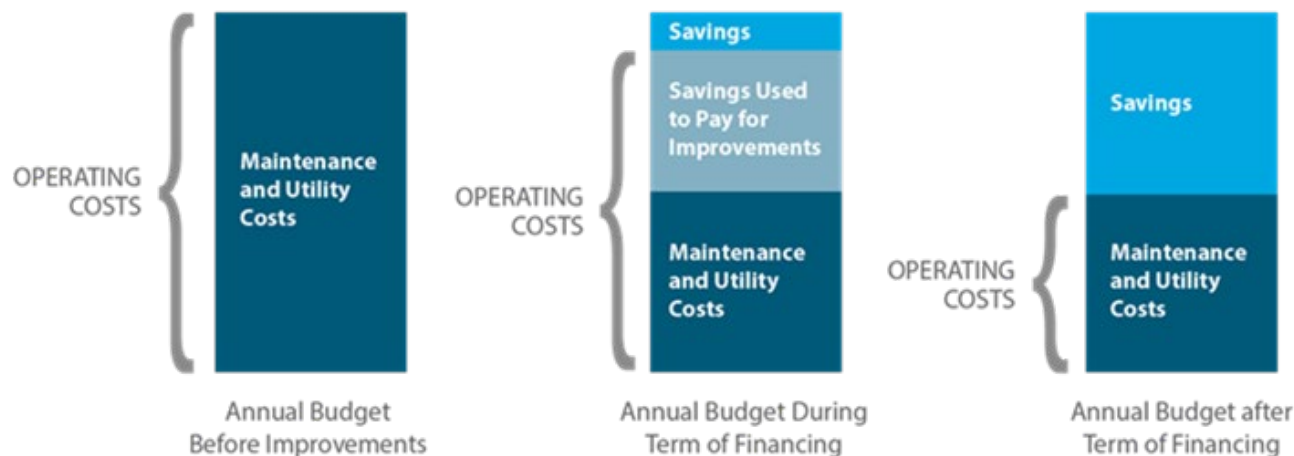 OPERATING
COSTS
Maintenance
and Utility
Costs
Annual Budget
Before Improvements
OPERATING
COSTS
Savings
Savings Used
to Pay for
Improvements
Maintenance
and Utility
Costs
Annual Budget During
Term of Financing
OPERATING
COSTS
Savings
Maintenance
and Utility
Costs
Annual Budget after
Term of Financing